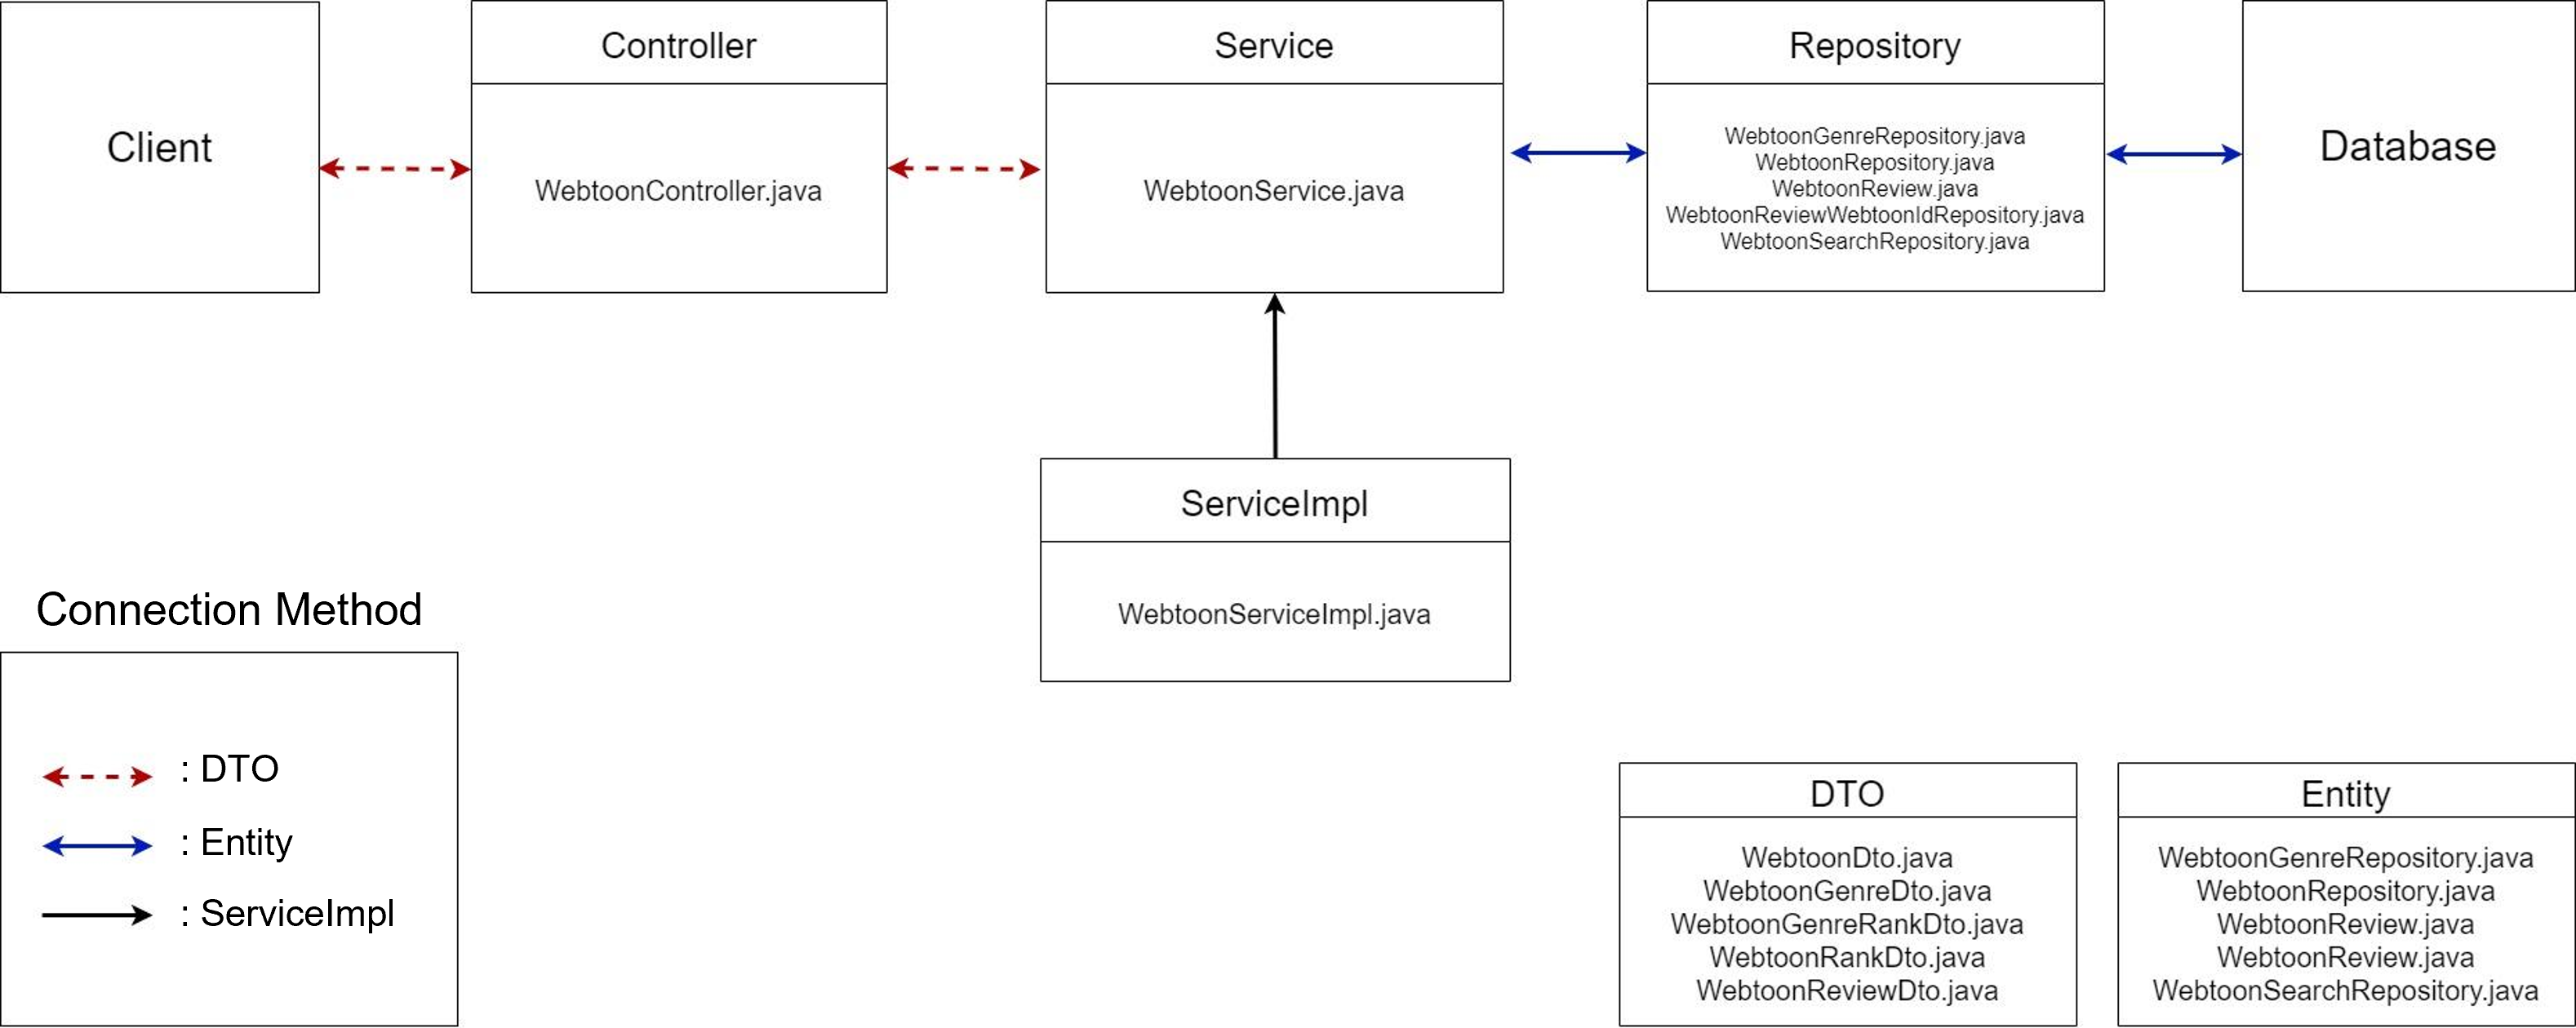 Client
Controller
WebtoonController.java
Service
WebtoonService.java
Repository
WebtoonGenreRepository.java
WebtoonRepository.java
WebtoonReview.java
WebtoonReviewWebtoonIdRepository.java
WebtoonSearchRepository.java
Database
ServiceImpl
WebtoonServiceImpl.java
Connection Method
: DTO
: Entity
: ServiceImpl
DTO
WebtoonDto.java
WebtoonGenreDto.java
WebtoonGenreRankDto.java
WebtoonRankDto.java
WebtoonReviewDto.java
Entity
WebtoonGenreRepository.java
WebtoonRepository.java
WebtoonReview.java
WebtoonReview.java
WebtoonSearchRepository.java